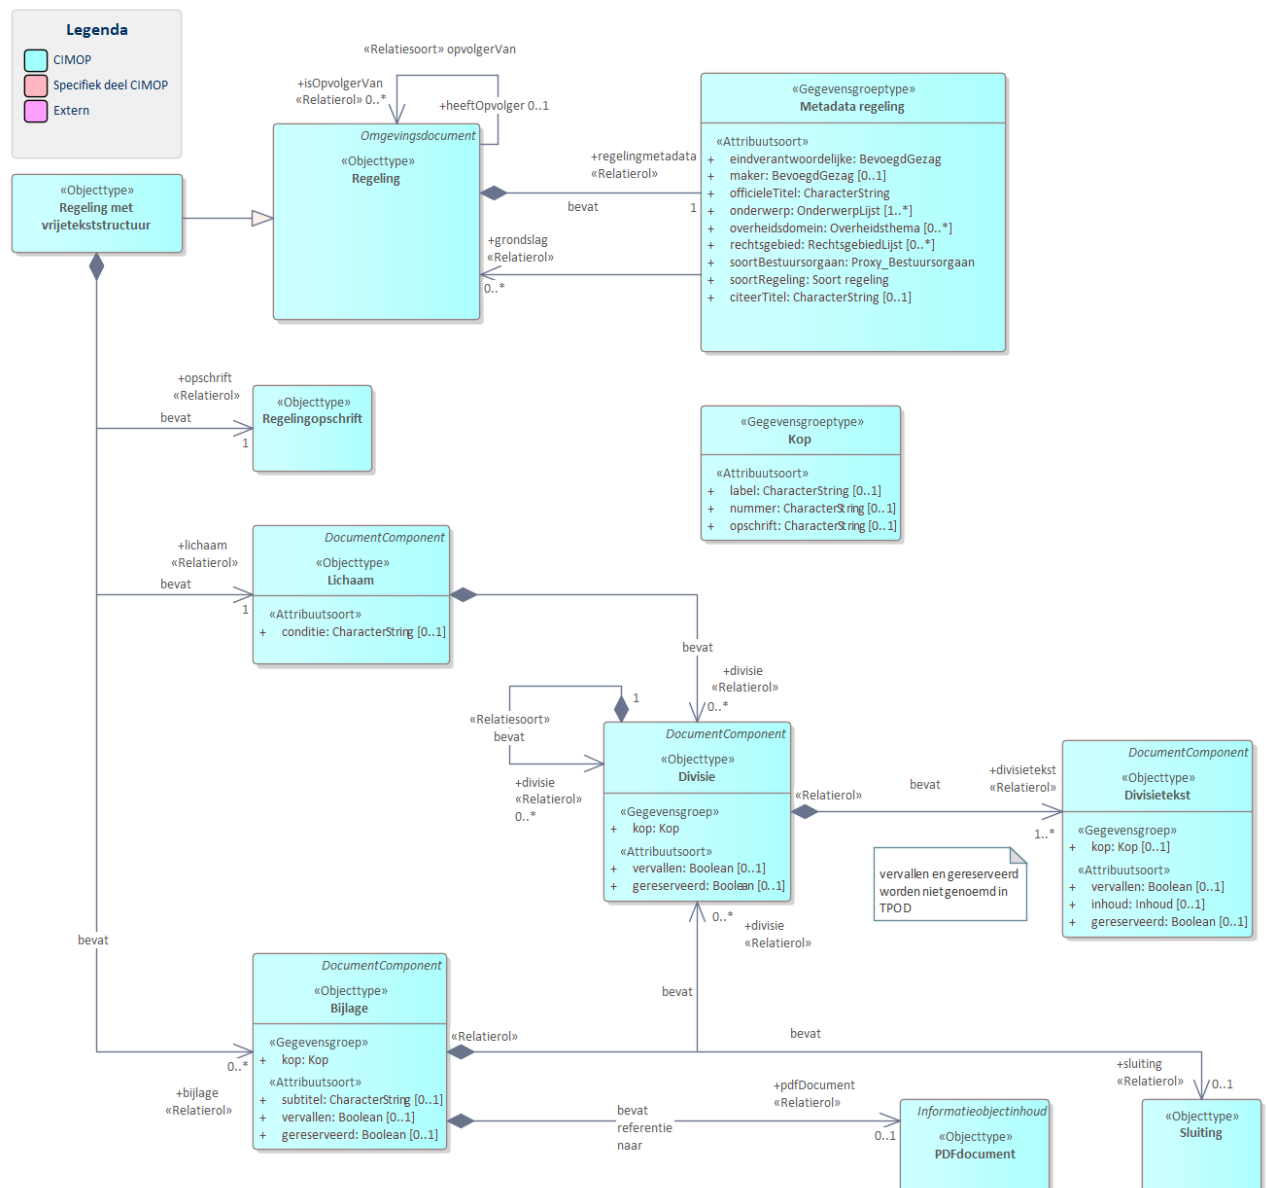 Legenda
CIMOP
Specifiek deel CIMOP
Extern
«Relatiesoort» opvolgerVan
+isOpvolgerVan
«Relatierol» 0..*
+heeftOpvolger 0..1
Omgevingsdocument
«Objecttype»
Regeling
«Objecttype»
Regeling met
vrijetekststructuur
+regelingmetadata
«Relatierol»
bevat
1
+grondslag
«Relatierol»
0..*
«Gegevensgroeptype»
Metadata regeling
«Attribuutsoort»
+ eindverantwoordelijke: BevoegdGezag
+ maker: BevoegdGezag [0..1]
+ officieleTitel: CharacterString
+ onderwerp: OnderwerpLijst [1..*]
+ overheidsdomein: Overheidsthema [0..*]
+ rechtsgebied: RechtsgebiedLijst [0..*]
+ soortBestuursorgaan: Proxy_Bestuursorgaan
+ soortRegeling: Soort regeling
+ citeerTitel: CharacterString [0..1]
+opschrift
«Relatierol»
bevat
1
«Objecttype»
Regelingopschrift
«Gegevensgroeptype»
Kop
«Attribuutsoort»
+ label: CharacterString [0..1]
+ nummer: CharacterString [0..1]
+ opschrift: CharacterString [0..1]
+lichaam
«Relatierol»
bevat
1
DocumentComponent
«Objecttype»
Lichaam
«Attribuutsoort»
+ conditie: CharacterString [0..1]
bevat
+divisie
«Relatierol»
0..*
1
«Relatiesoort»
bevat
+divisie
«Relatierol»
0..*
DocumentComponent
«Objecttype»
Divisie
«Gegevensgroep»
+ kop: Kop
«Attribuutsoort»
+ vervallen: Boolean [0..1]
+ gereserveerd: Boolean [0..1]
«Relatierol»
bevat
+divisietekst
«Relatierol»
1..*
DocumentComponent
«Objecttype»
Divisietekst
«Gegevensgroep»
+ kop: Kop [0..1]
«Attribuutsoort»
+ vervallen: Boolean [0..1]
+ inhoud: Inhoud [0..1]
+ gereserveerd: Boolean [0..1]
vervallen en gereserveerd
worden niet genoemd in
TPOD
0..*
+divisie
«Relatierol»
bevat
bevat
0..*
+bijlage
«Relatierol»
DocumentComponent
«Objecttype»
Bijlage
«Gegevensgroep»
+ kop: Kop
«Attribuutsoort»
+ subtitel: CharacterString [0..1]
+ vervallen: Boolean [0..1]
+ gereserveerd: Boolean [0..1]
«Relatierol»
bevat
+sluiting
«Relatierol»
0..1
+pdfDocument
«Relatierol»
bevat
referentie
naar
0..1
Informatieobjectinhoud
«Objecttype»
PDFdocument
«Objecttype»
Sluiting